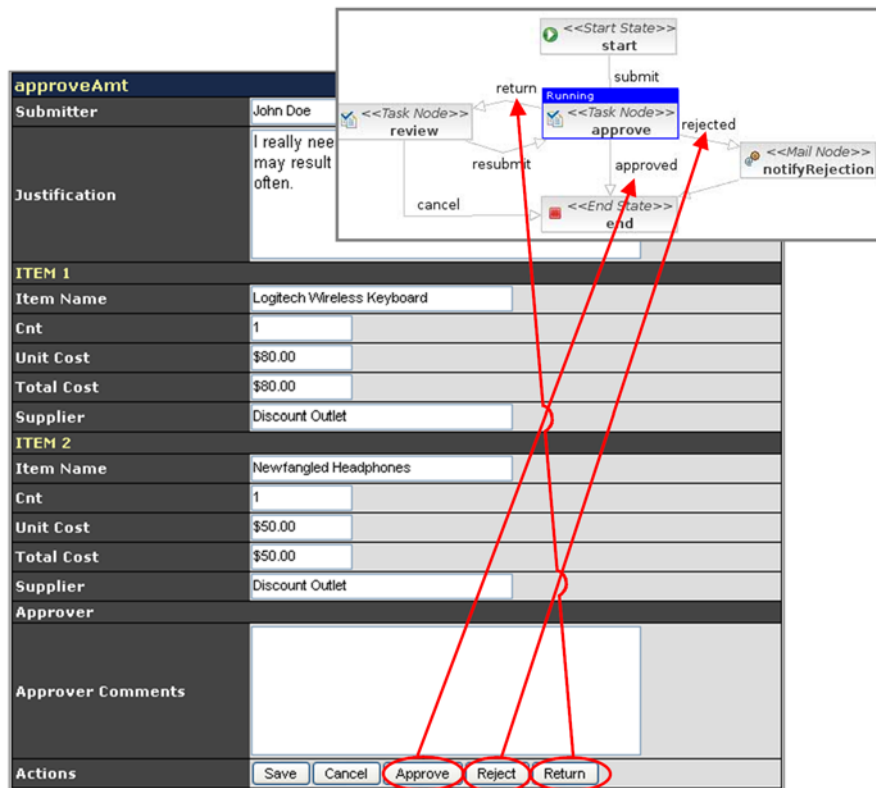 <<Start State>>
start
submit
return
Running
<<Task Node>>
approve
rejected
<<Task Node>>
review
resubmit
approved
<<Mail Node>>
notifyRejection
cancel
<<End State>>
end
approveAmt
Submitter John Doe
Justification
I really nee
may result
often.
ITEM 1
Item Name Logitech Wireless Keyboard
Cnt 1
Unit Cost $80.00
Total Cost $80.00
Supplier Discount Outlet
ITEM 2
Item Name Newfangled Headphones
Cnt 1
Unit Cost $50.00
Total Cost $50.00
Supplier Discount Outlet
Approver
Approver Comments
Actions Save Cancel Approve Reject Return